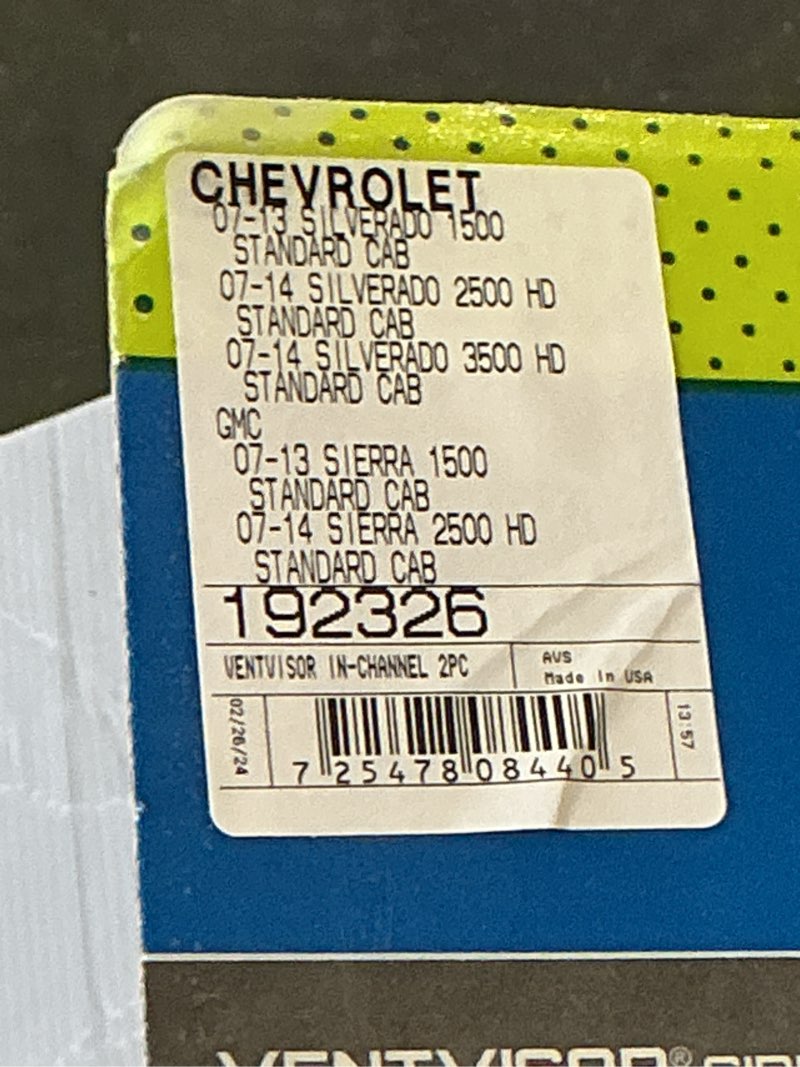 CHEVROLET
07-13 SILVERADO 1500
STANDARD CAB
07-14 SILVERADO 2500 HD
STANDARD CAB
07-14 SILVERADO 3500 HD
STANDARD CAB
GMC
07-13 SIERRA 1500
STANDARD CAB
07-14 SIERRA 2500 HD
STANDARD CAB
192326
VENTVISOR IN-CHANNEL 2PC
AVS
Made In USA
02/26/24
13:57
7 25478 08440 5
VENTVISOR®